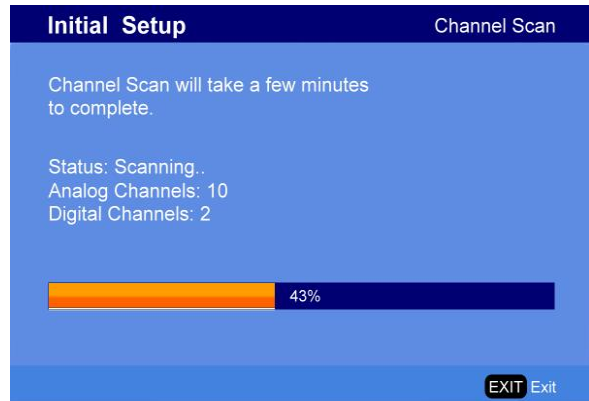 Initial Setup
Channel Scan
Channel Scan will take a few minutes
to complete.
Status: Scanning..
Analog Channels: 10
Digital Channels: 2
43%
EXIT Exit